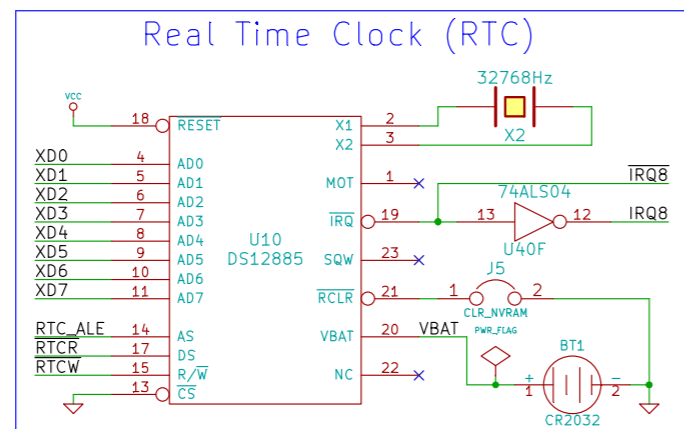 Real Time Clock (RTC)
32768Hz
VCC
18 RESET X1 2
X2 3 X2
XD0 4 AD0
XD1 5 AD1 MOT 1 74ALS04 IRQ8
XD2 6 AD2
XD3 7 AD3 IRQ 19 13 12 IRQ8
XD4 8 AD4 U10 U40F
XD5 9 AD5 DS12885 SQW 23
XD6 10 AD6 J5
XD7 11 AD7 RCLR 21 1 2
CLR_NVRAM
RTC_ALE 14 AS VBAT 20 VBAT PWR_FLAG
RTCR 17 DS BT1
RTCW 15 R/W NC 22 + 1 - 2
13 CS CR2032